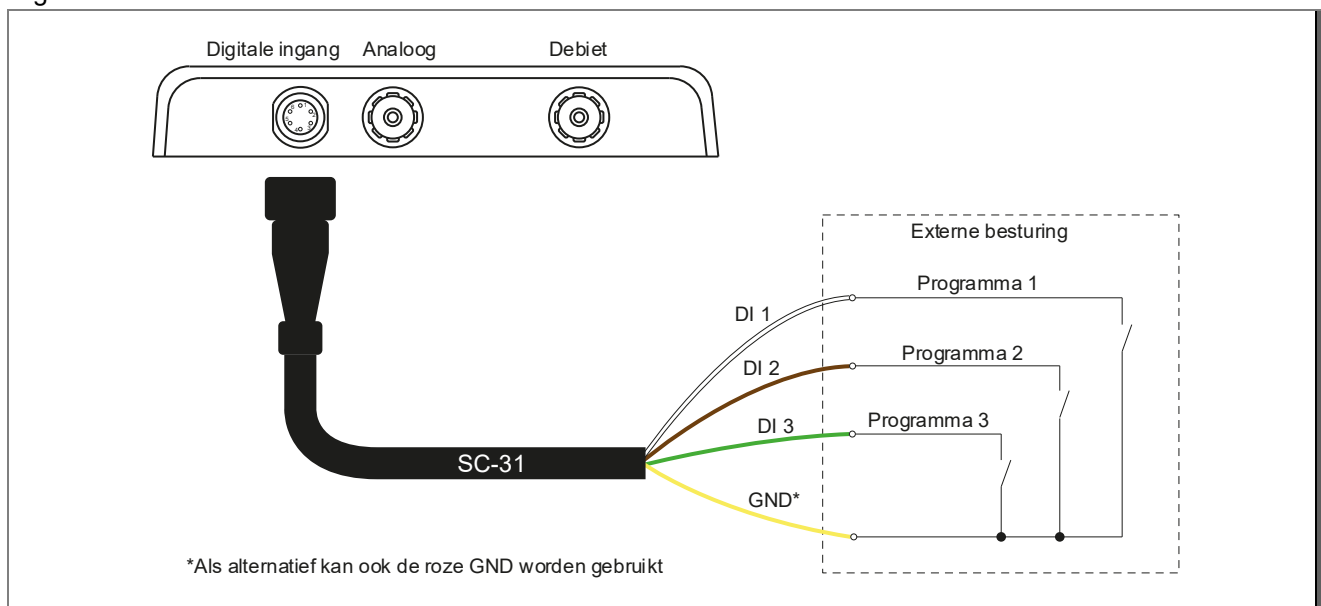 Digitale ingang Analoog Debiet
Externe besturing
Programma 1
DI 1
Programma 2
DI 2
Programma 3
DI 3
SC-31
GND*
*Als alternatief kan ook de roze GND worden gebruikt